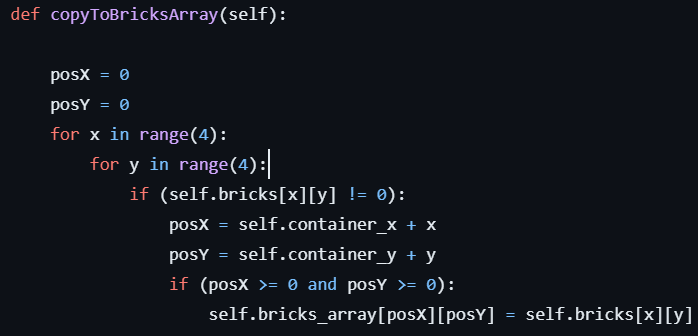 def copyToBricksArray(self):
    posX = 0
    posY = 0
    for x in range(4):
        for y in range(4):
            if (self.bricks[x][y] != 0):
                posX = self.container_x + x
                posY = self.container_y + y
                if (posX >= 0 and posY >= 0):
                    self.bricks_array[posX][posY] = self.bricks[x][y]